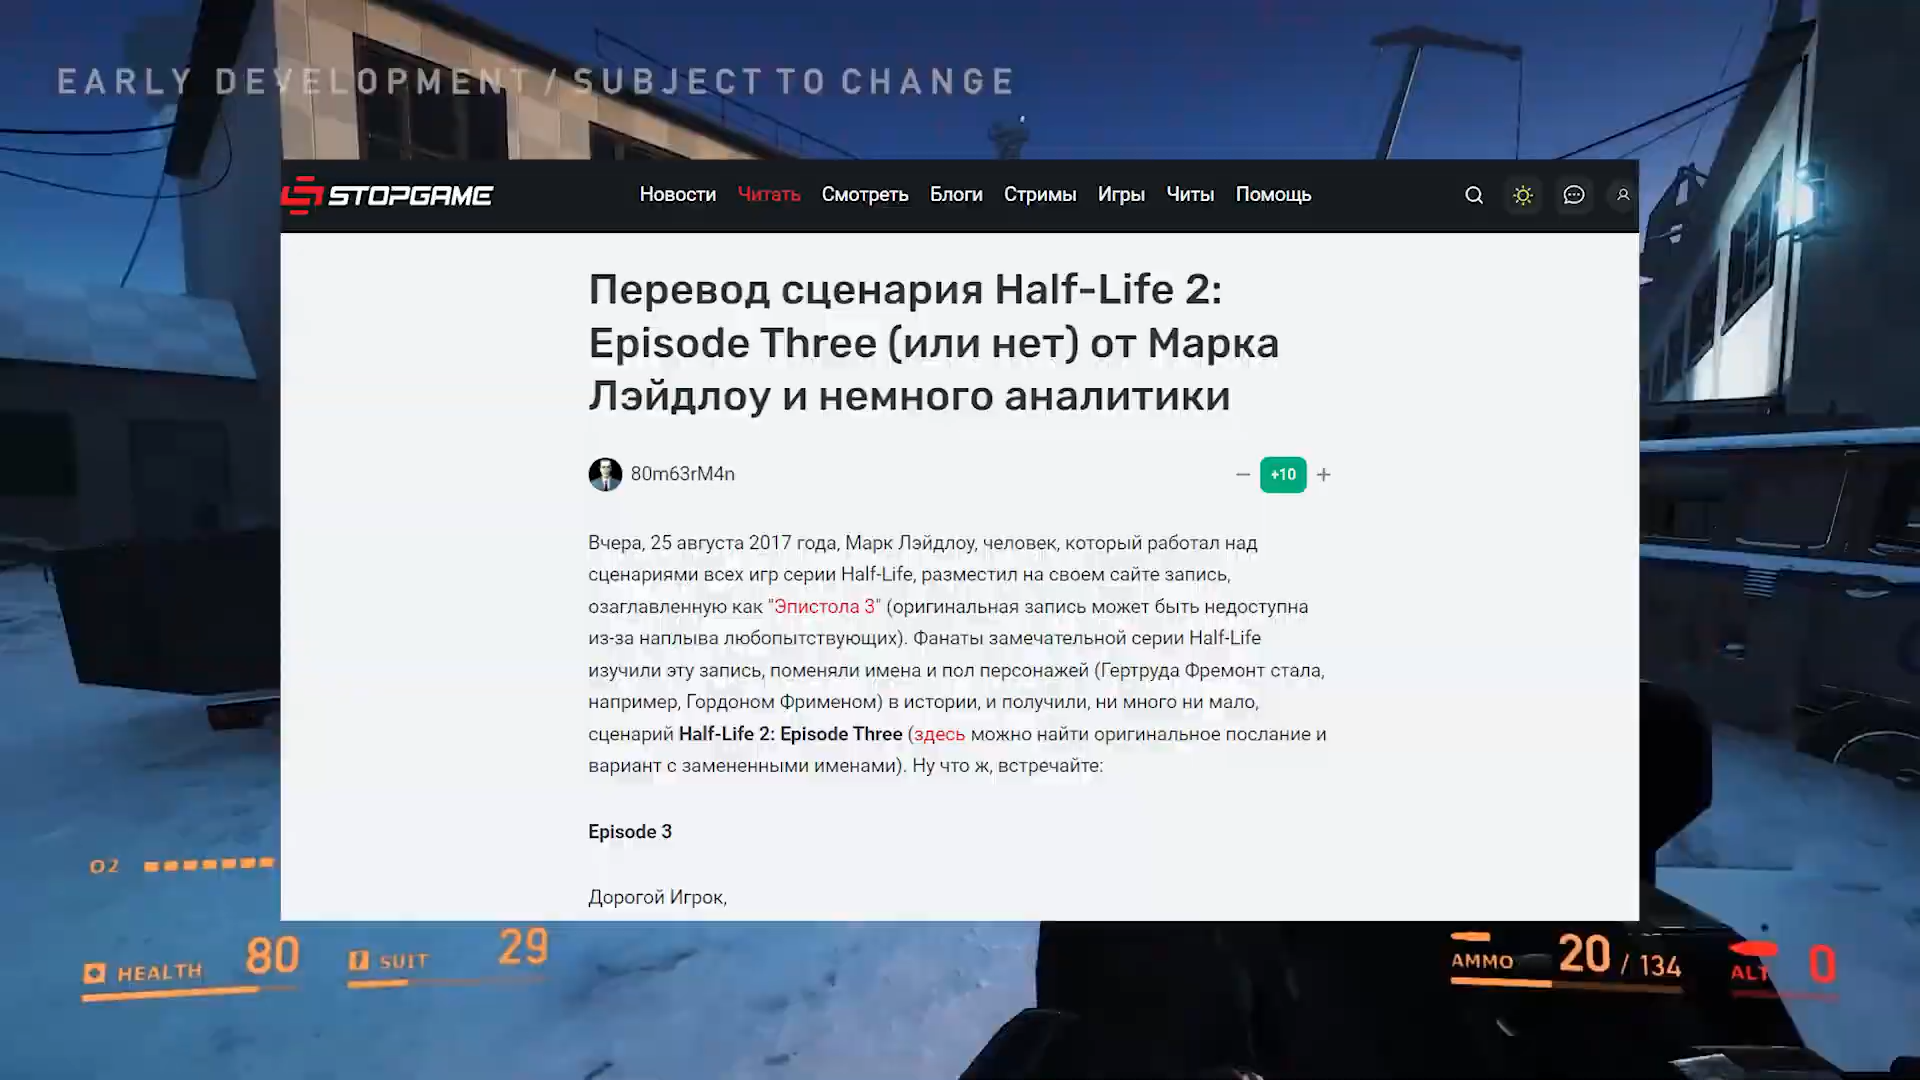 EARLY DEVELOPMENT / SUBJECT TO CHANGE
STOPGAME
Новости Читать Смотреть Блоги Стримы Игры Читы Помощь
Перевод сценария Half-Life 2:
Episode Three (или нет) от Марка
Лэйдлоу и немного аналитики
80m63rM4n
− +10 +
Вчера, 25 августа 2017 года, Марк Лэйдлоу, человек, который работал над
сценариями всех игр серии Half-Life, разместил на своем сайте запись,
озаглавленную как "Эпистола 3" (оригинальная запись может быть недоступна
из-за наплыва любопытствующих). Фанаты замечательной серии Half-Life
изучили эту запись, поменяли имена и пол персонажей (Гертруда Фремонт стала,
например, Гордоном Фрименом) в истории, и получили, ни много ни мало,
сценарий Half-Life 2: Episode Three (здесь можно найти оригинальное послание и
вариант с замененными именами). Ну что ж, встречайте:
Episode 3
Дорогой Игрок,
O2
HEALTH 80 SUIT 29
AMMO 20 / 134 ALT 0